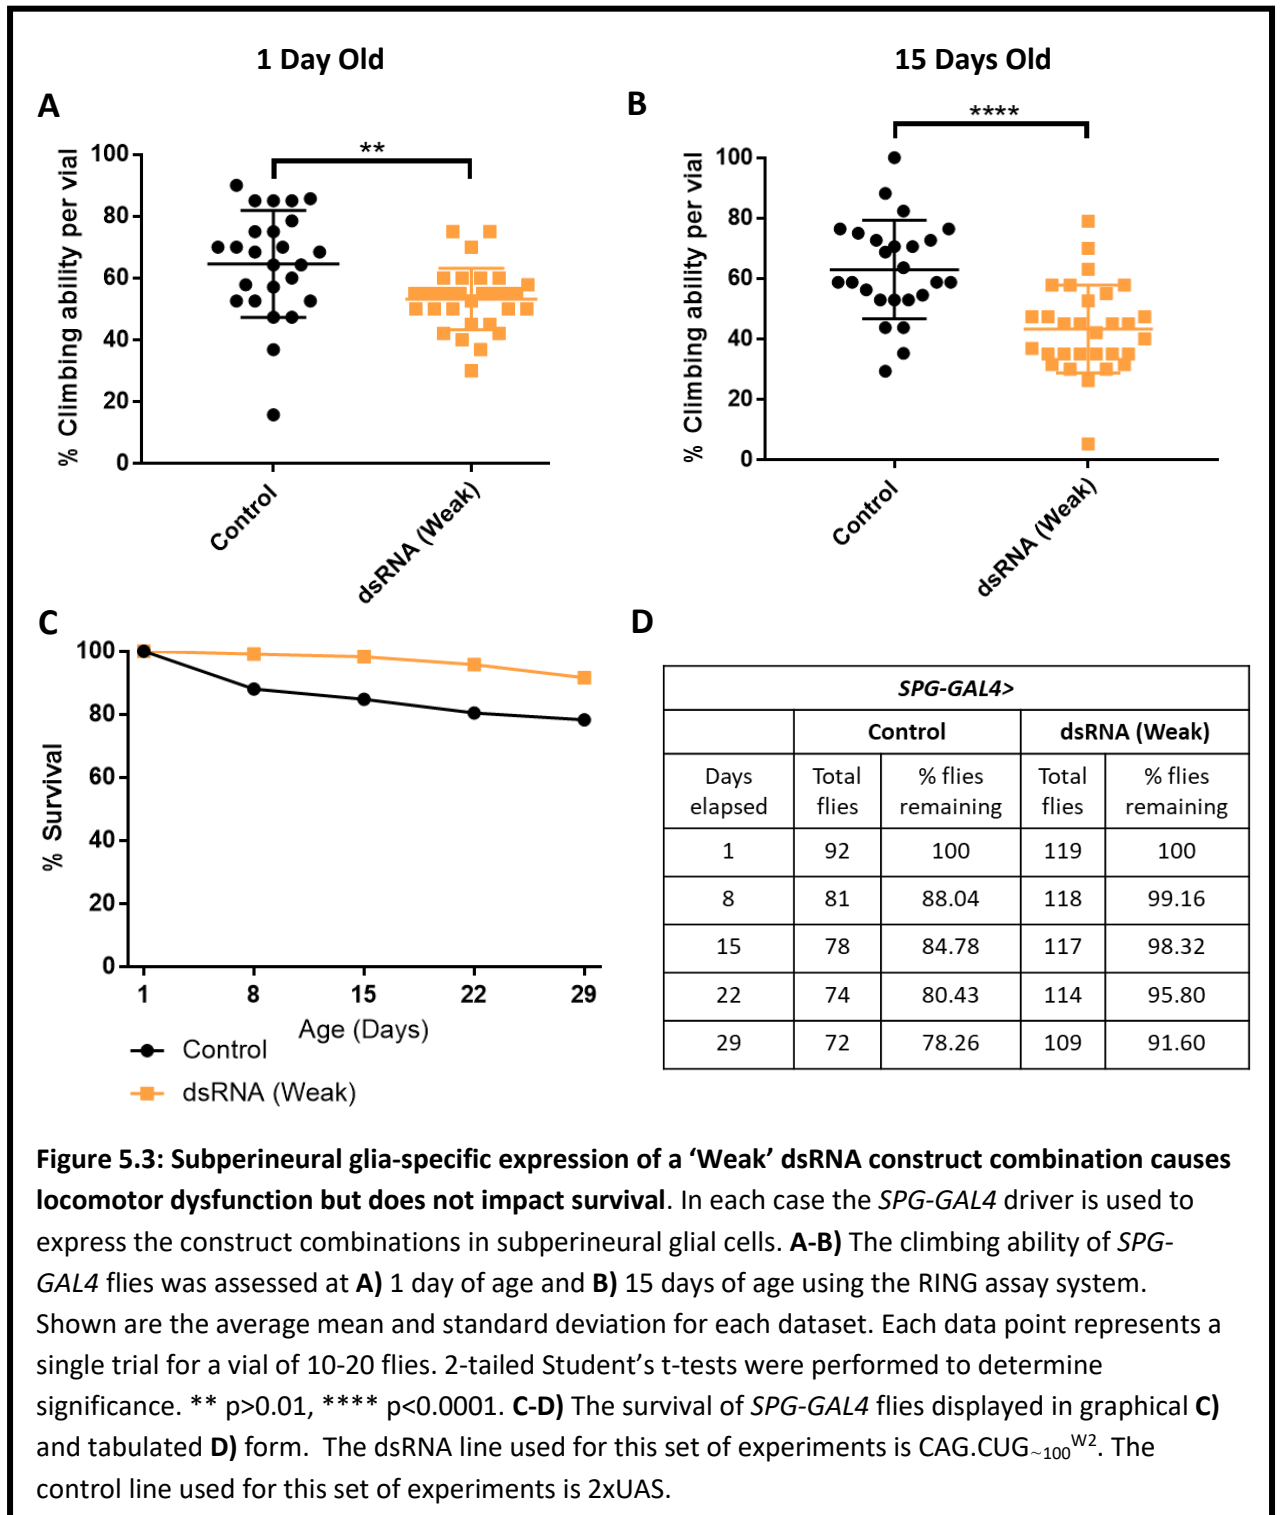 1 Day Old
15 Days Old
A
**
% Climbing ability per vial
100
80
60
40
20
0
Control
dsRNA (Weak)
B
****
% Climbing ability per vial
100
80
60
40
20
0
Control
dsRNA (Weak)
C
% Survival
100
80
60
40
20
0
1 8 15 22 29
Age (Days)
Control
dsRNA (Weak)
D
SPG-GAL4>
Control dsRNA (Weak)
Days elapsed Total flies % flies remaining Total flies % flies remaining
1 92 100 119 100
8 81 88.04 118 99.16
15 78 84.78 117 98.32
22 74 80.43 114 95.80
29 72 78.26 109 91.60
Figure 5.3: Subperineural glia-specific expression of a ‘Weak’ dsRNA construct combination causes
locomotor dysfunction but does not impact survival. In each case the SPG-GAL4 driver is used to
express the construct combinations in subperineural glial cells. A-B) The climbing ability of SPG-
GAL4 flies was assessed at A) 1 day of age and B) 15 days of age using the RING assay system.
Shown are the average mean and standard deviation for each dataset. Each data point represents a
single trial for a vial of 10-20 flies. 2-tailed Student’s t-tests were performed to determine
significance. ** p>0.01, **** p<0.0001. C-D) The survival of SPG-GAL4 flies displayed in graphical C)
and tabulated D) form. The dsRNA line used for this set of experiments is CAG.CUG~100W2. The
control line used for this set of experiments is 2xUAS.